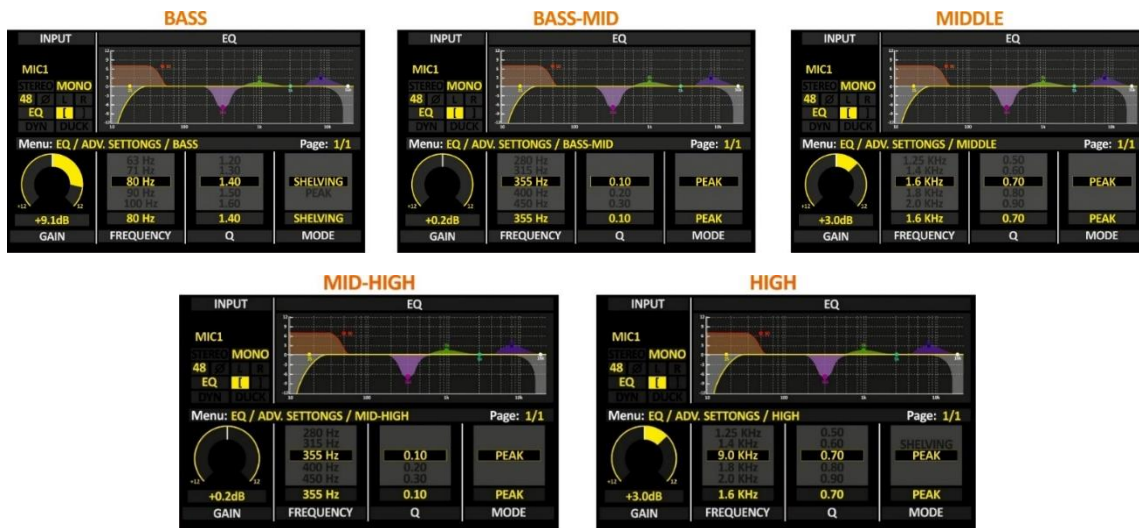 BASS
INPUT
EQ
MIC1
STEREO MONO
48 Ø L R
EQ [ ]
DYN DUCK
Menu: EQ / ADV. SETTONGS / BASS Page: 1/1
63 Hz 1.20
71 Hz 1.30
80 Hz 1.40 SHELVING
90 Hz 1.50 PEAK
100 Hz 1.60
-12 12
+9.1dB 80 Hz 1.40 SHELVING
GAIN FREQUENCY Q MODE
BASS-MID
INPUT
EQ
MIC1
STEREO MONO
48 Ø L R
EQ [ ]
DYN DUCK
Menu: EQ / ADV. SETTONGS / BASS-MID Page: 1/1
280 Hz
315 Hz
355 Hz 0.10 PEAK
400 Hz 0.20
450 Hz 0.30
-12 12
+0.2dB 355 Hz 0.10 PEAK
GAIN FREQUENCY Q MODE
MIDDLE
INPUT
EQ
MIC1
STEREO MONO
48 Ø L R
EQ [ ]
DYN DUCK
Menu: EQ / ADV. SETTONGS / MIDDLE Page: 1/1
1.25 KHz 0.50
1.4 KHz 0.60
1.6 KHz 0.70 PEAK
1.8 KHz 0.80
2.0 KHz 0.90
-12 12
+3.0dB 1.6 KHz 0.70 PEAK
GAIN FREQUENCY Q MODE
MID-HIGH
INPUT
EQ
MIC1
STEREO MONO
48 Ø L R
EQ [ ]
DYN DUCK
Menu: EQ / ADV. SETTONGS / MID-HIGH Page: 1/1
280 Hz
315 Hz
355 Hz 0.10 PEAK
400 Hz 0.20
450 Hz 0.30
-12 12
+0.2dB 355 Hz 0.10 PEAK
GAIN FREQUENCY Q MODE
HIGH
INPUT
EQ
MIC1
STEREO MONO
48 Ø L R
EQ [ ]
DYN DUCK
Menu: EQ / ADV. SETTONGS / HIGH Page: 1/1
1.25 KHz 0.50
1.4 KHz 0.60 SHELVING
9.0 KHz 0.70 PEAK
1.8 KHz 0.80
2.0 KHz 0.90
-12 12
+3.0dB 1.6 KHz 0.70 PEAK
GAIN FREQUENCY Q MODE